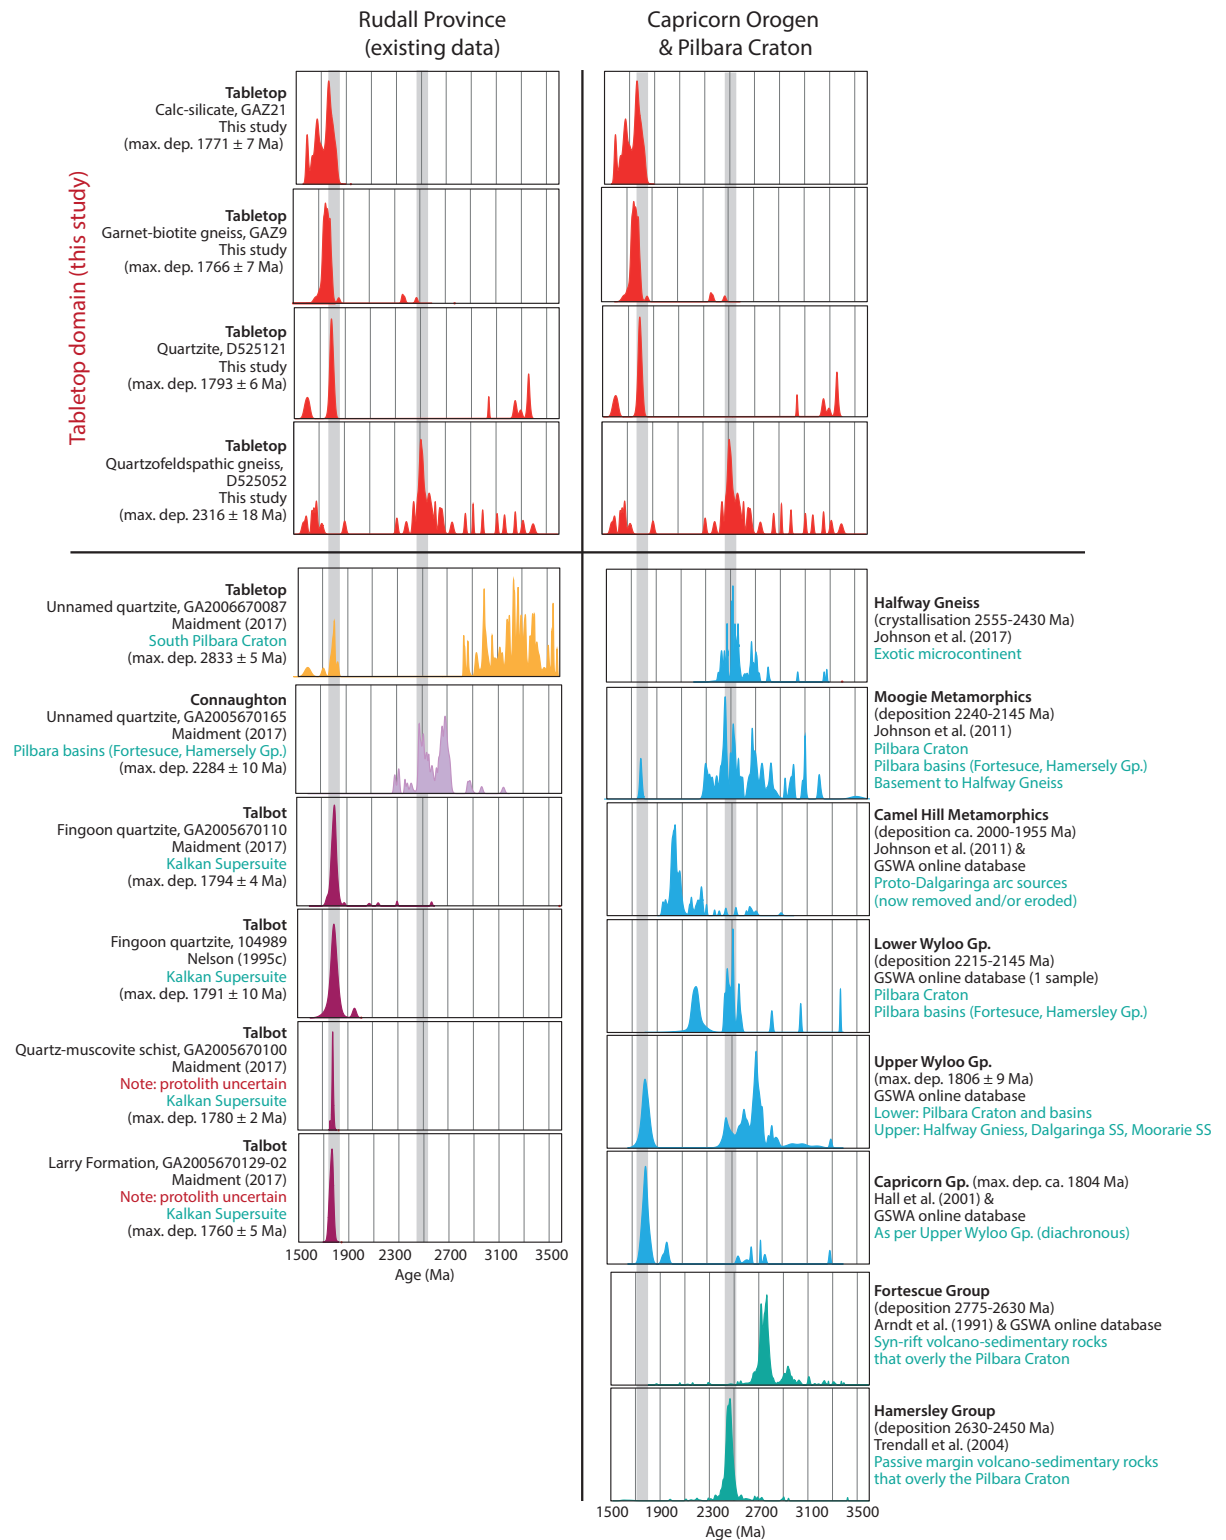 Rudall Province
(existing data)
Capricorn Orogen
& Pilbara Craton
Tabletop domain (this study)
Tabletop
Calc-silicate, GAZ21
This study
(max. dep. 1771 ± 7 Ma)
Tabletop
Garnet-biotite gneiss, GAZ9
This study
(max. dep. 1766 ± 7 Ma)
Tabletop
Quartzite, D525121
This study
(max. dep. 1793 ± 6 Ma)
Tabletop
Quartzofeldspathic gneiss,
D525052
This study
(max. dep. 2316 ± 18 Ma)
Tabletop
Unnamed quartzite, GA2006670087
Maidment (2017)
South Pilbara Craton
(max. dep. 2833 ± 5 Ma)
Connaughton
Unnamed quartzite, GA2005670165
Maidment (2017)
Pilbara basins (Fortesuce, Hamersely Gp.)
(max. dep. 2284 ± 10 Ma)
Talbot
Fingoon quartzite, GA2005670110
Maidment (2017)
Kalkan Supersuite
(max. dep. 1794 ± 4 Ma)
Talbot
Fingoon quartzite, 104989
Nelson (1995c)
Kalkan Supersuite
(max. dep. 1791 ± 10 Ma)
Talbot
Quartz-muscovite schist, GA2005670100
Maidment (2017)
Note: protolith uncertain
Kalkan Supersuite
(max. dep. 1780 ± 2 Ma)
Talbot
Larry Formation, GA2005670129-02
Maidment (2017)
Note: protolith uncertain
Kalkan Supersuite
(max. dep. 1760 ± 5 Ma)
1500 1900 2300 2700 3100 3500
Age (Ma)
Halfway Gneiss
(crystallisation 2555-2430 Ma)
Johnson et al. (2017)
Exotic microcontinent
Moogie Metamorphics
(deposition 2240-2145 Ma)
Johnson et al. (2011)
Pilbara Craton
Pilbara basins (Fortesuce, Hamersely Gp.)
Basement to Halfway Gneiss
Camel Hill Metamorphics
(deposition ca. 2000-1955 Ma)
Johnson et al. (2011) &
GSWA online database
Proto-Dalgaringa arc sources
(now removed and/or eroded)
Lower Wyloo Gp.
(deposition 2215-2145 Ma)
GSWA online database (1 sample)
Pilbara Craton
Pilbara basins (Fortesuce, Hamersley Gp.)
Upper Wyloo Gp.
(max. dep. 1806 ± 9 Ma)
GSWA online database
Lower: Pilbara Craton and basins
Upper: Halfway Gniess, Dalgaringa SS, Moorarie SS
Capricorn Gp. (max. dep. ca. 1804 Ma)
Hall et al. (2001) &
GSWA online database
As per Upper Wyloo Gp. (diachronous)
Fortescue Group
(deposition 2775-2630 Ma)
Arndt et al. (1991) & GSWA online database
Syn-rift volcano-sedimentary rocks
that overly the Pilbara Craton
Hamersley Group
(deposition 2630-2450 Ma)
Trendall et al. (2004)
Passive margin volcano-sedimentary rocks
that overly the Pilbara Craton
1500 1900 2300 2700 3100 3500
Age (Ma)